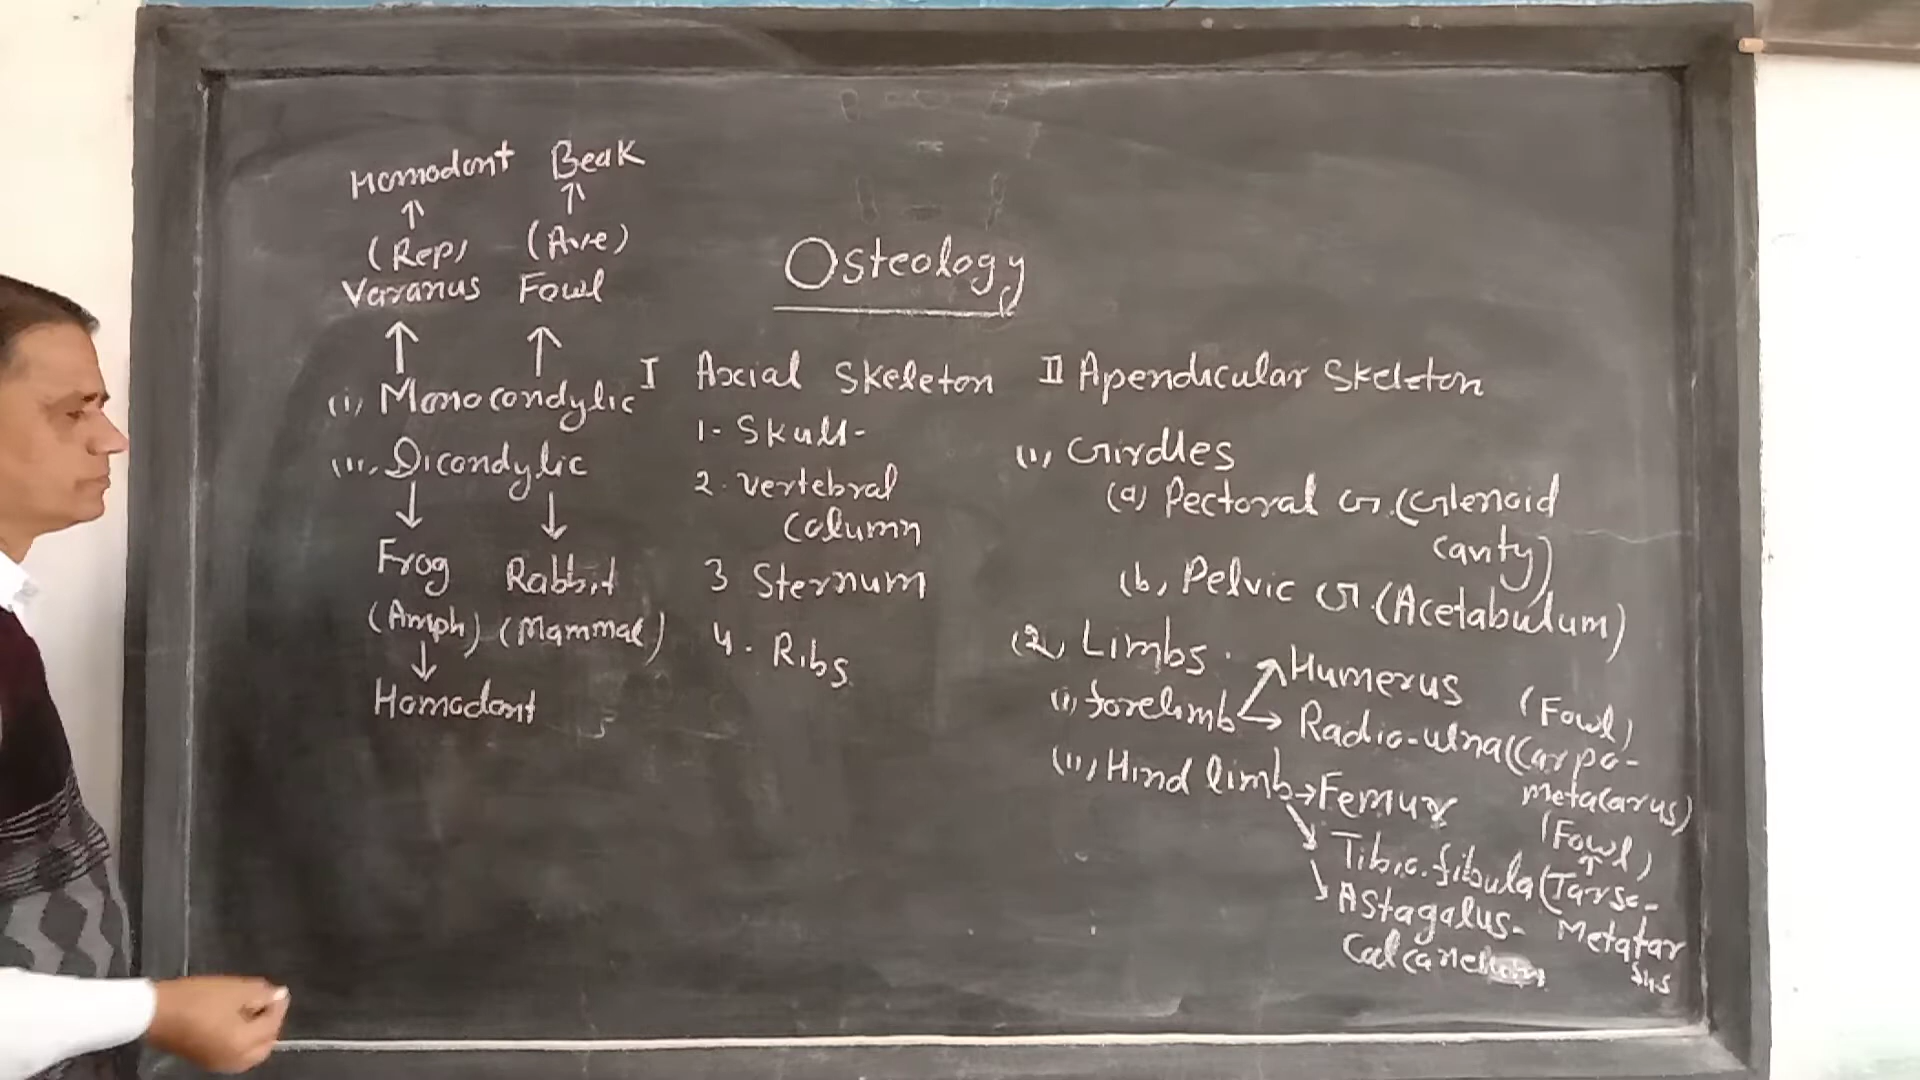 Homodont Beak
(Rep) (Ave)
Varanus Fowl
(i) Monocondylic
(ii) Dicondylic
Frog Rabbit
(Amph) (Mammal)
Homodont
Osteology
I Axial Skeleton
1- Skull-
2. Vertebral
Column
3 Sternum
4. Ribs
II Apendicular Skeleton
(1) Girdles
(a) Pectoral G. (Glenoid
Cavity)
(b) Pelvic G. (Acetabulum)
(2) Limbs.
(i) forelimb Humerus (Fowl)
Radio-ulna (Carpo-
metacarus)
(ii) Hind limb Femur (Fowl)
Tibio.fibula (Tarso-
Astagalus- Metatar
Calcaneum sus